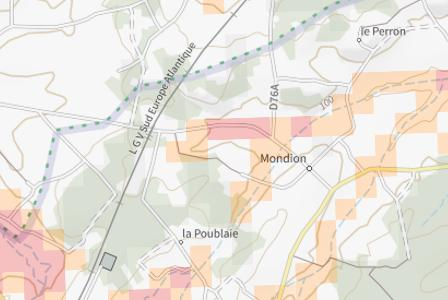 le Perron
L G V Sud Europe Atlantique
D76A
100
Mondion
la Poublaie